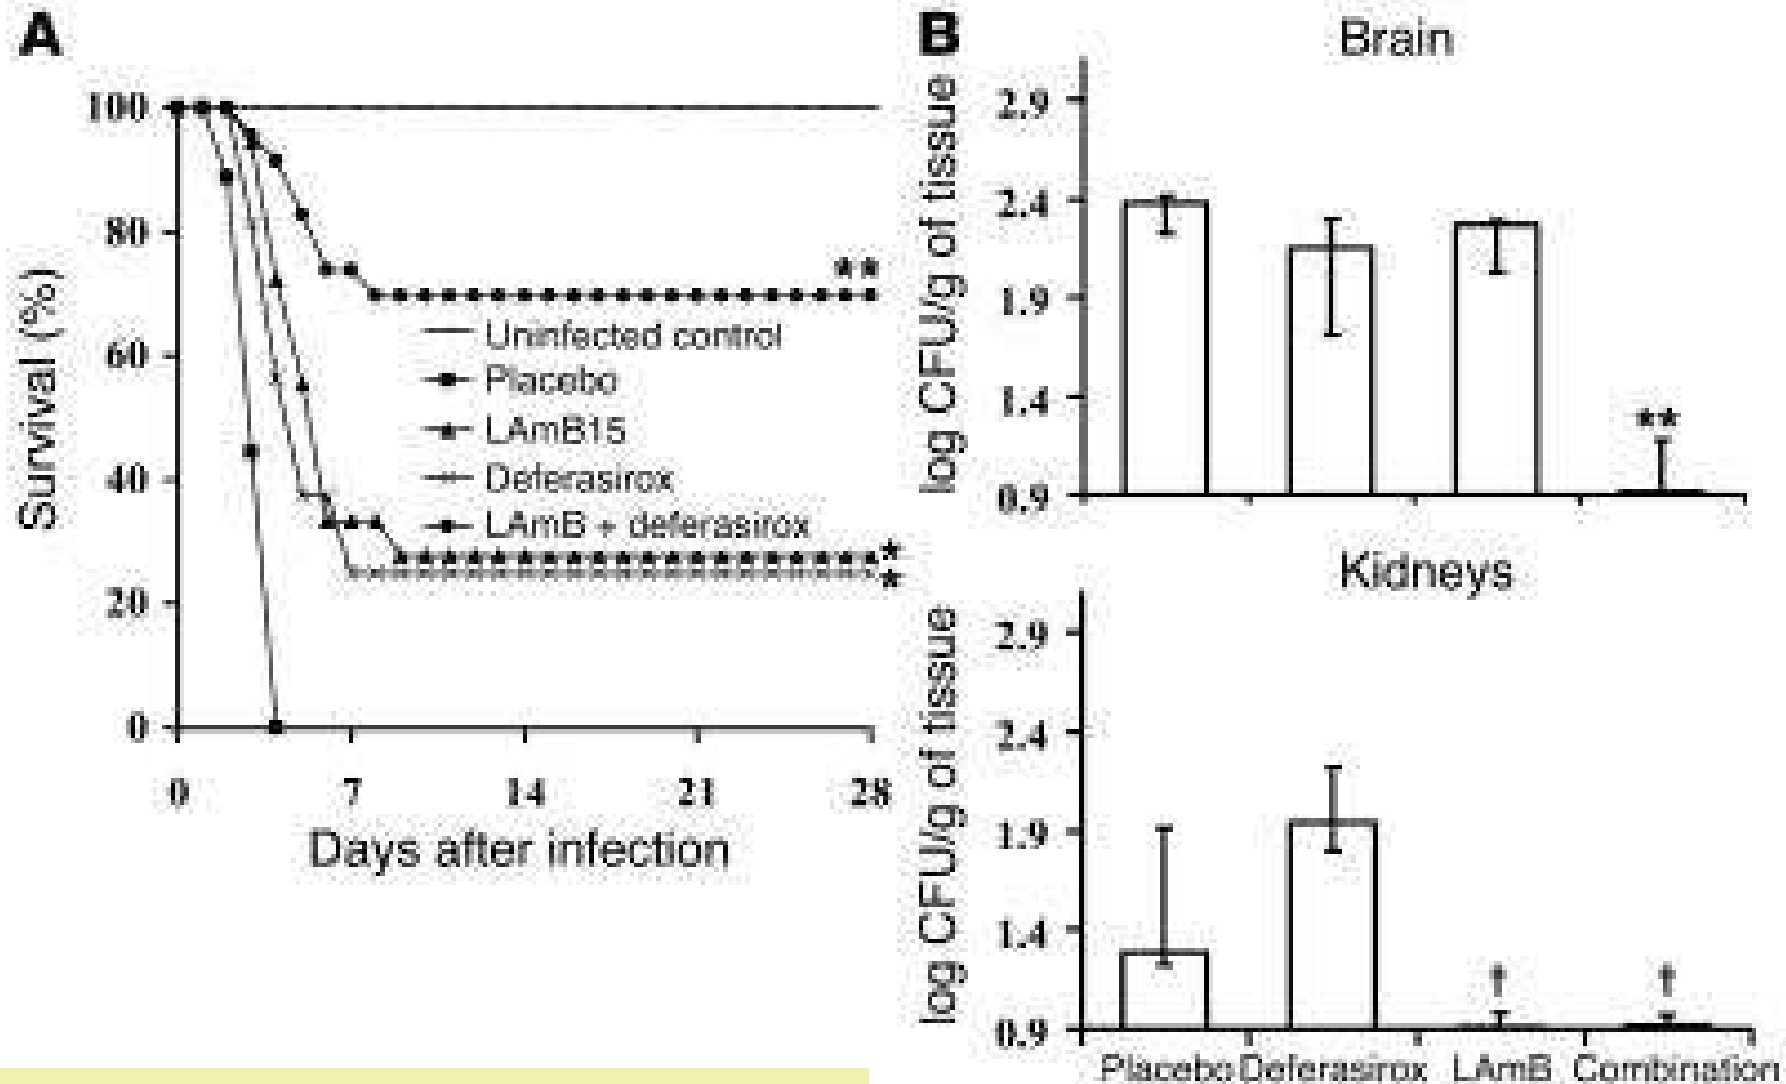 A
100
80
60
40
20
0
Survival (%)
**
Uninfected control
Placebo
LAmB15
Deferasirox
LAmB + deferasirox
*
*
0 7 14 21 28
Days after infection
B
Brain
log CFU/g of tissue
2.9
2.4
1.9
1.4
0.9
**
Kidneys
log CFU/g of tissue
2.9
2.4
1.9
1.4
0.9
† †
Placebo Deferasirox LAmB Combination